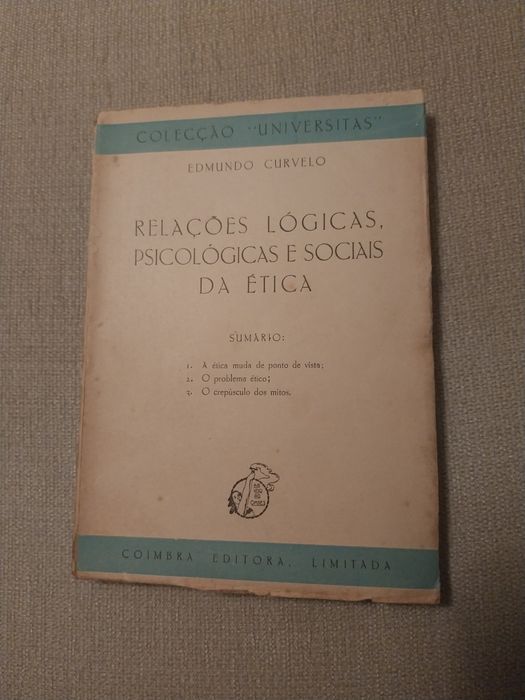 COLECÇÃO "UNIVERSITAS"
EDMUNDO CURVELO
RELAÇÕES LÓGICAS,
PSICOLÓGICAS E SOCIAIS
DA ÉTICA
SUMÁRIO:
1. A ética muda de ponto de vista;
2. O problema ético;
3. O crepúsculo dos mitos.
COIMBRA EDITORA, LIMITADA